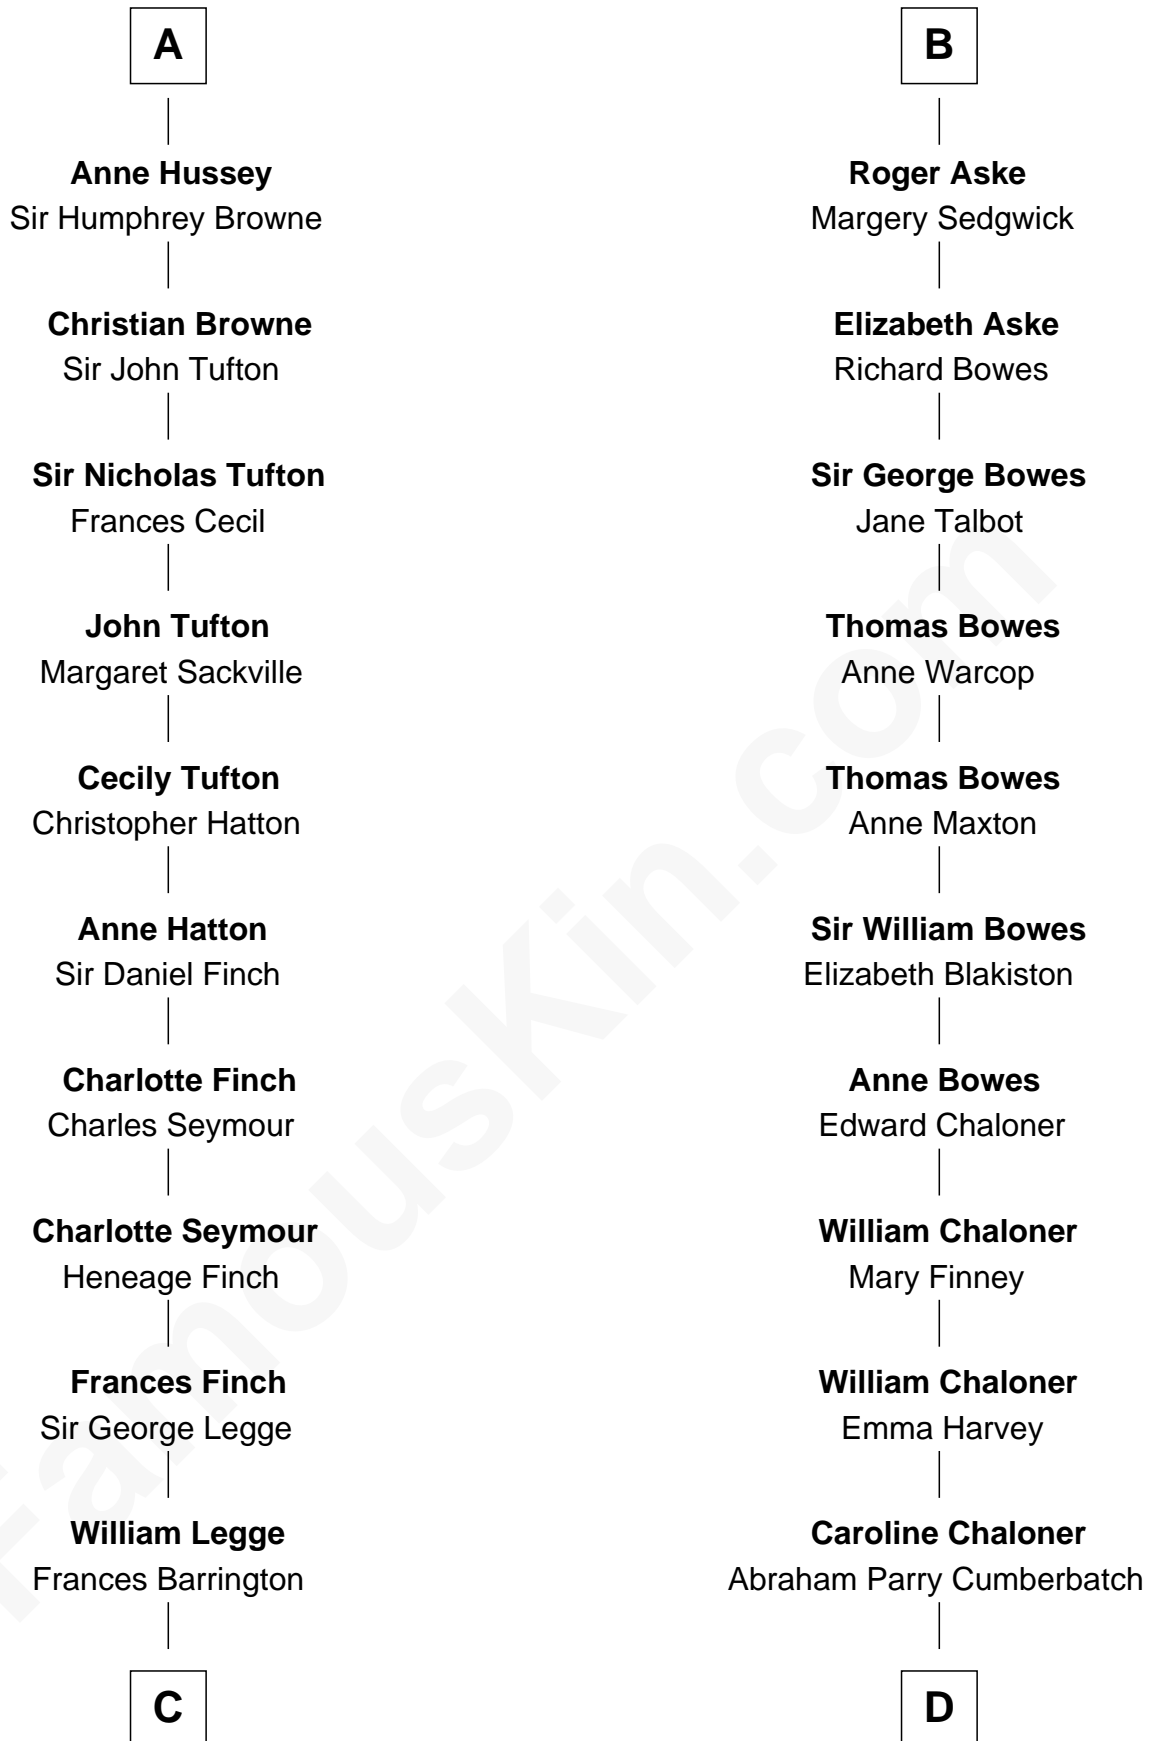 A
Anne Hussey
Sir Humphrey Browne
Christian Browne
Sir John Tufton
Sir Nicholas Tufton
Frances Cecil
John Tufton
Margaret Sackville
Cecily Tufton
Christopher Hatton
Anne Hatton
Sir Daniel Finch
Charlotte Finch
Charles Seymour
Charlotte Seymour
Heneage Finch
Frances Finch
Sir George Legge
William Legge
Frances Barrington
C
B
Roger Aske
Margery Sedgwick
Elizabeth Aske
Richard Bowes
Sir George Bowes
Jane Talbot
Thomas Bowes
Anne Warcop
Thomas Bowes
Anne Maxton
Sir William Bowes
Elizabeth Blakiston
Anne Bowes
Edward Chaloner
William Chaloner
Mary Finney
William Chaloner
Emma Harvey
Caroline Chaloner
Abraham Parry Cumberbatch
D
FamousKin.com